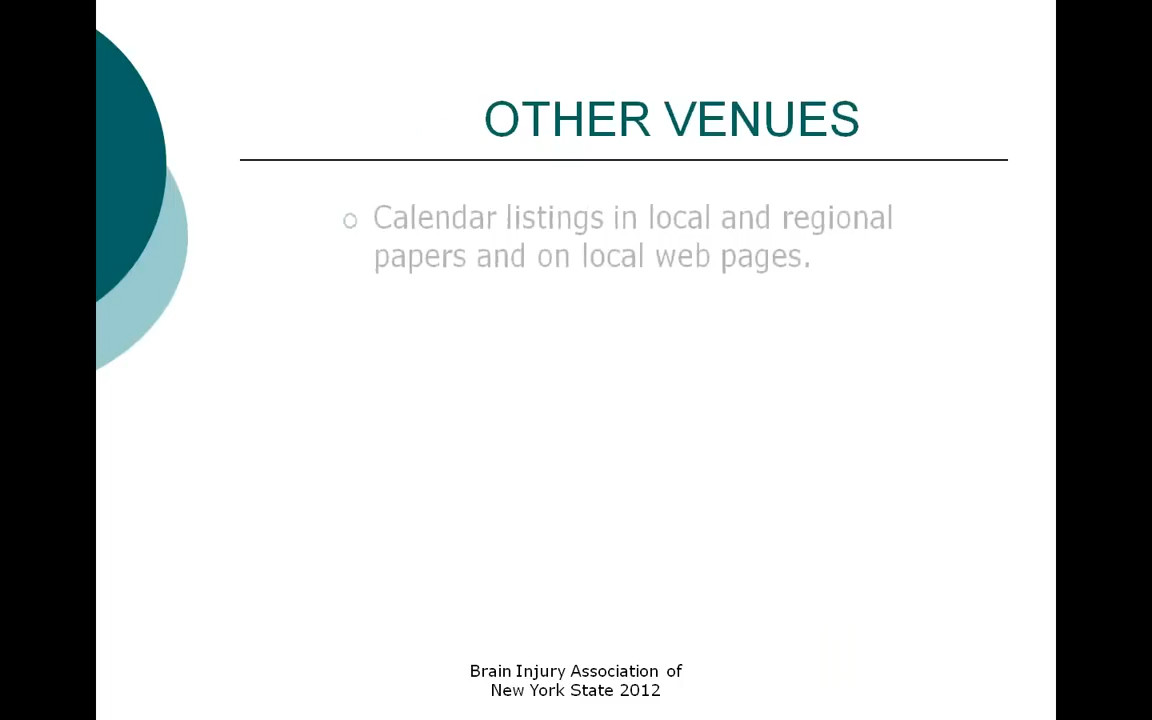 OTHER VENUES
o Calendar listings in local and regional
papers and on local web pages.
Brain Injury Association of
New York State 2012